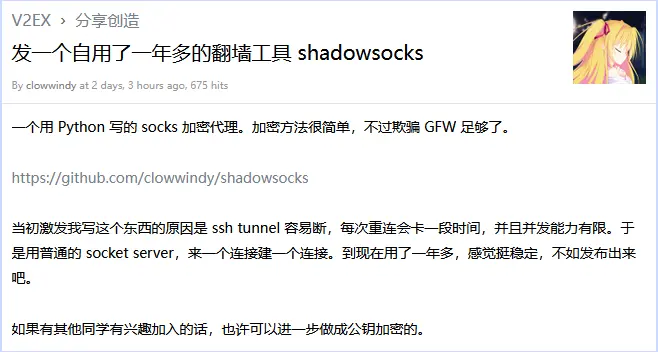 V2EX › 分享创造
发一个自用了一年多的翻墙工具 shadowsocks
By clowwindy at 2 days, 3 hours ago, 675 hits
一个用 Python 写的 socks 加密代理。加密方法很简单，不过欺骗 GFW 足够了。
https://github.com/clowwindy/shadowsocks
当初激发我写这个东西的原因是 ssh tunnel 容易断，每次重连会卡一段时间，并且并发能力有限。于
是用普通的 socket server，来一个连接建一个连接。到现在用了一年多，感觉挺稳定，不如发布出来
吧。
如果有其他同学有兴趣加入的话，也许可以进一步做成公钥加密的。